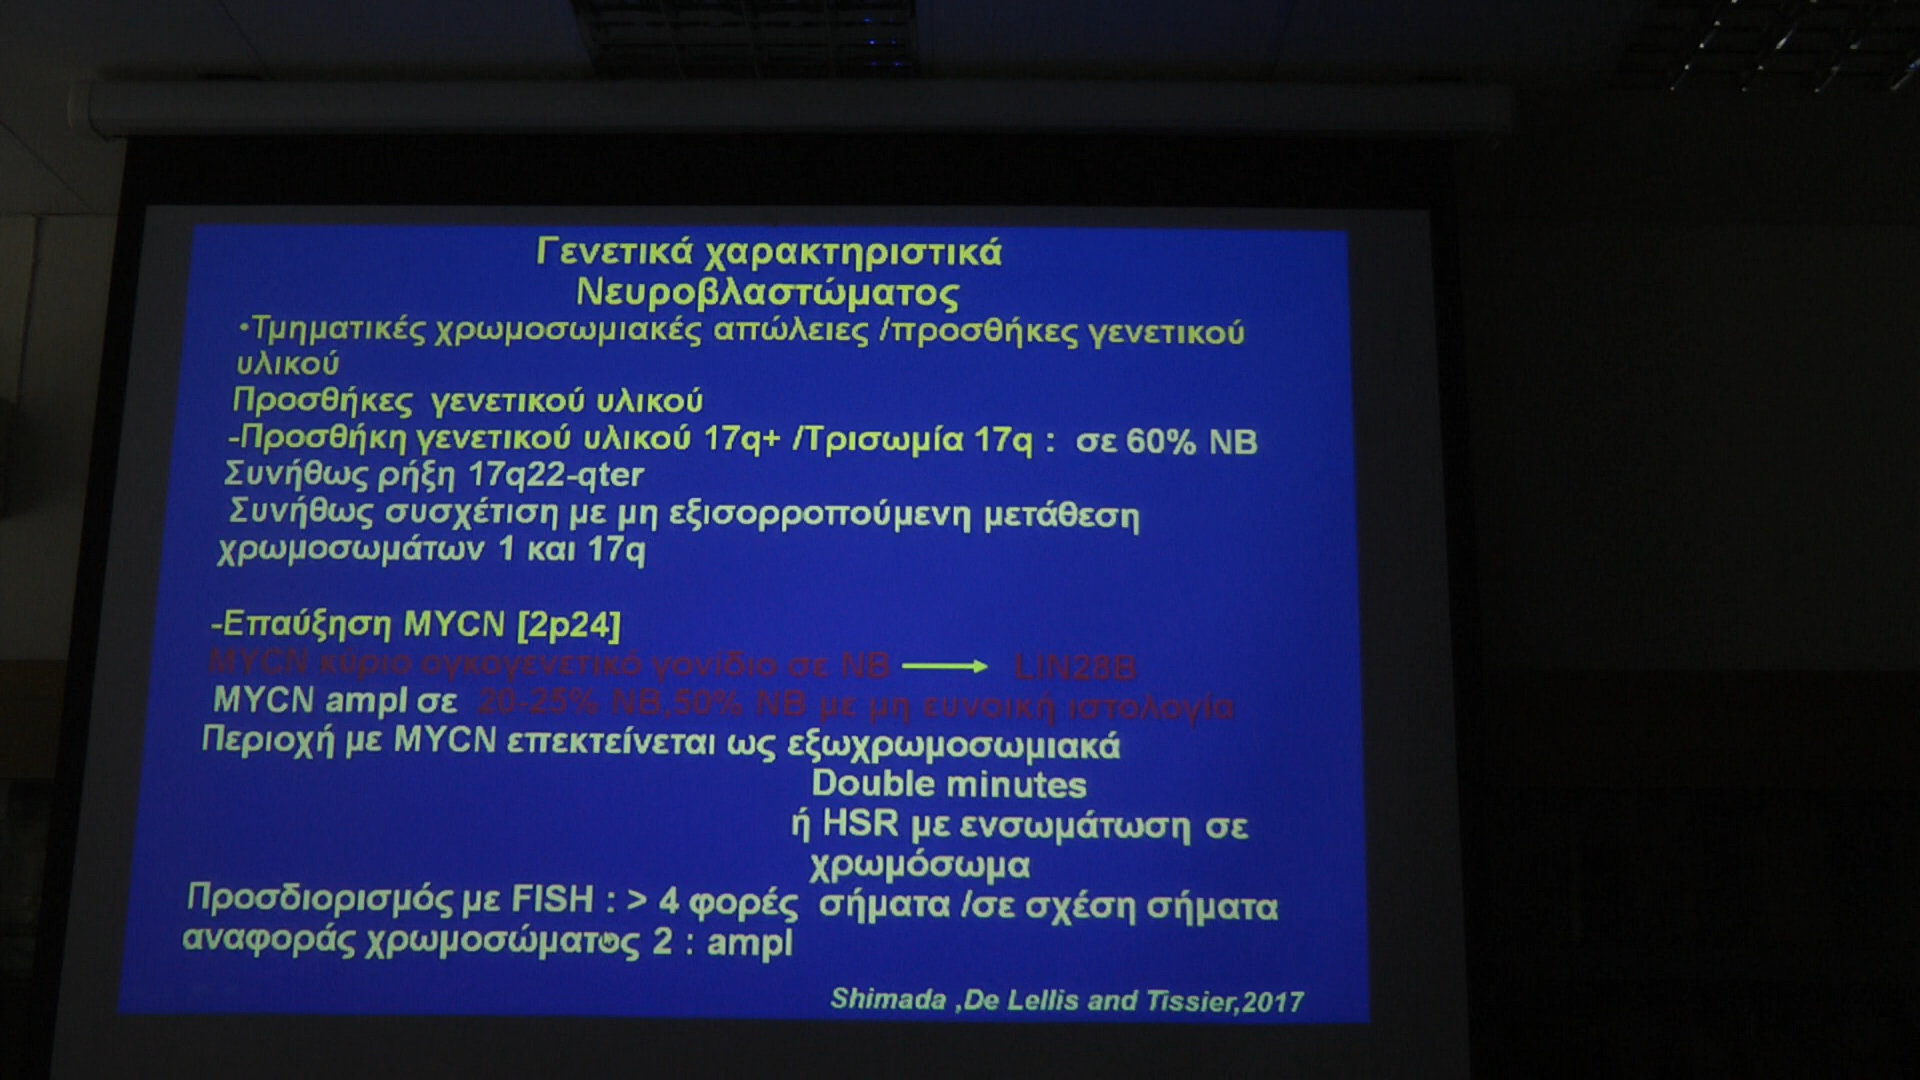 Γενετικά χαρακτηριστικά
Νευροβλαστώματος
•Τμηματικές χρωμοσωμιακές απώλειες /προσθήκες γενετικού
υλικού
Προσθήκες γενετικού υλικού
-Προσθήκη γενετικού υλικού 17q+ /Τρισωμία 17q : σε 60% NB
Συνήθως ρήξη 17q22-qter
Συνήθως συσχέτιση με μη εξισορροπούμενη μετάθεση
χρωμοσωμάτων 1 και 17q
-Επαύξηση MYCN [2p24]
MYCN κύριο ογκογενετικό γονίδιο σε NB → LIN28B
MYCN ampl σε 20-25% NB,50% NB με μη ευνοική ιστολογία
Περιοχή με MYCN επεκτείνεται ως εξωχρωμοσωμιακά
Double minutes
ή HSR με ενσωμάτωση σε
χρωμόσωμα
Προσδιορισμός με FISH : > 4 φορές σήματα /σε σχέση σήματα
αναφοράς χρωμοσώματος 2 : ampl
Shimada ,De Lellis and Tissier,2017